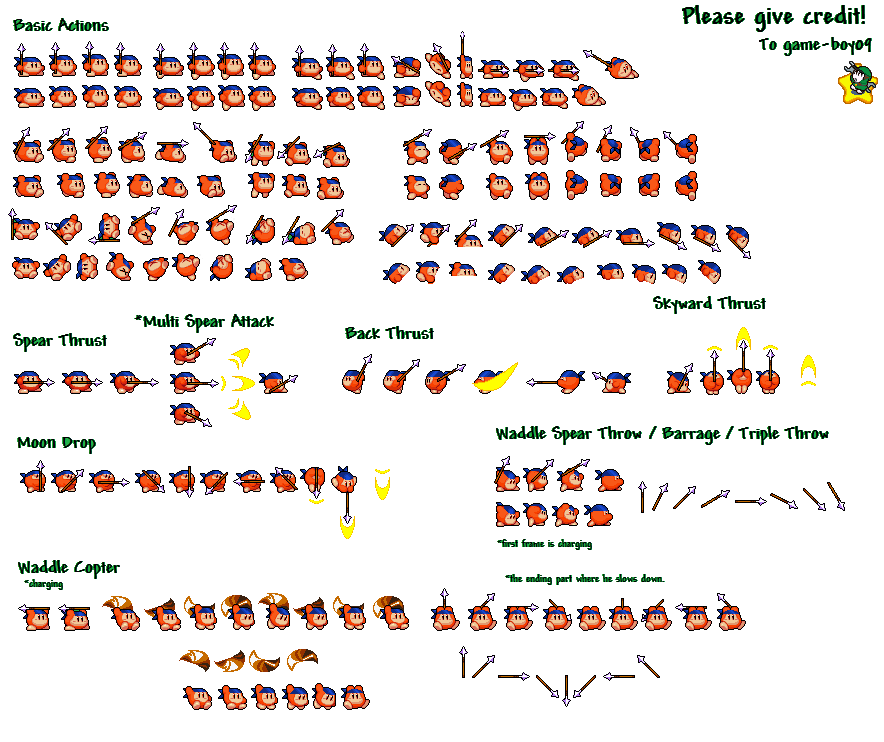 Please give credit!
Basic Actions
To game-boy09
Skyward Thrust
*Multi Spear Attack
Spear Thrust
Back Thrust
Waddle Spear Throw / Barrage / Triple Throw
Moon Drop
*first frame is charging
Waddle Copter
*charging
*the ending part where he slows down.